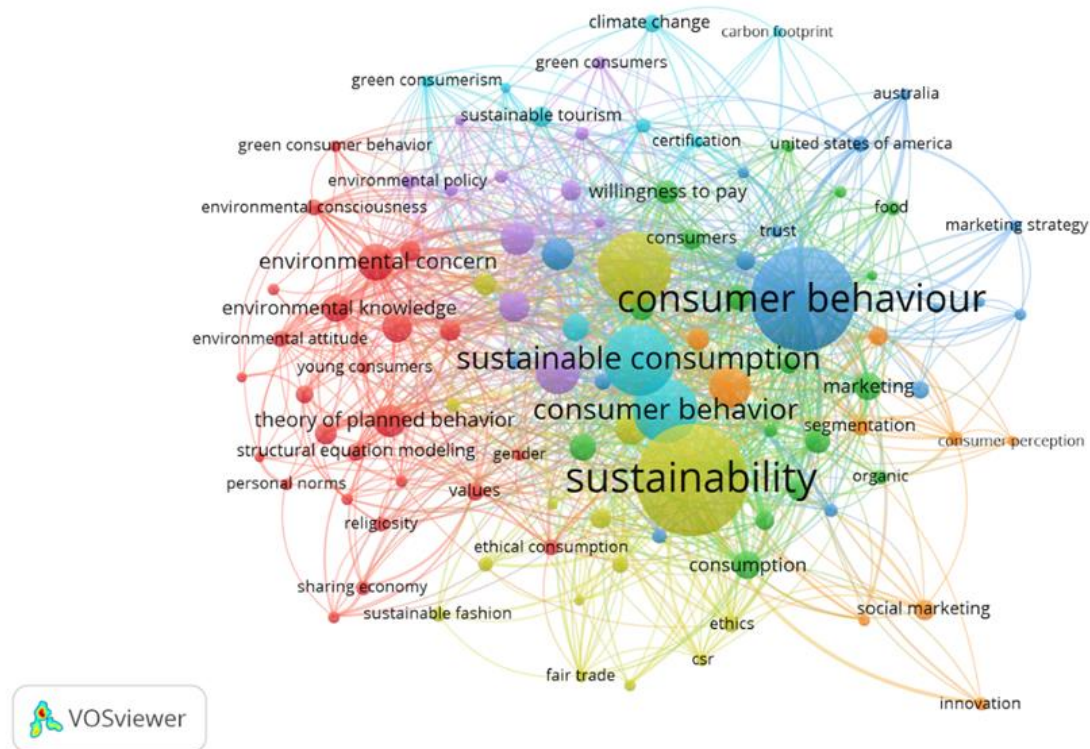 climate change
carbon footprint
green consumers
green consumerism
australia
sustainable tourism
green consumer behavior
certification
united states of america
environmental policy
willingness to pay
environmental consciousness
food
marketing strategy
trust
consumers
environmental concern
consumer behaviour
environmental knowledge
environmental attitude
sustainable consumption
young consumers
marketing
consumer behavior
theory of planned behavior
segmentation
consumer perception
structural equation modeling
gender
sustainability
organic
personal norms
values
religiosity
ethical consumption
consumption
sharing economy
sustainable fashion
social marketing
ethics
csr
fair trade
innovation
VOSviewer